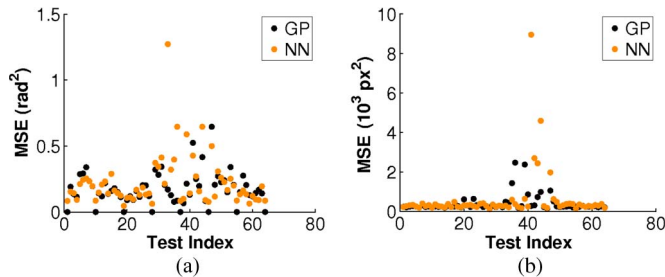 1.5
1
0.5
0
MSE (rad²)
GP
NN
0 20 40 60 80
Test Index
(a)
10
8
6
4
2
0
MSE (10³ px²)
GP
NN
0 20 40 60 80
Test Index
(b)